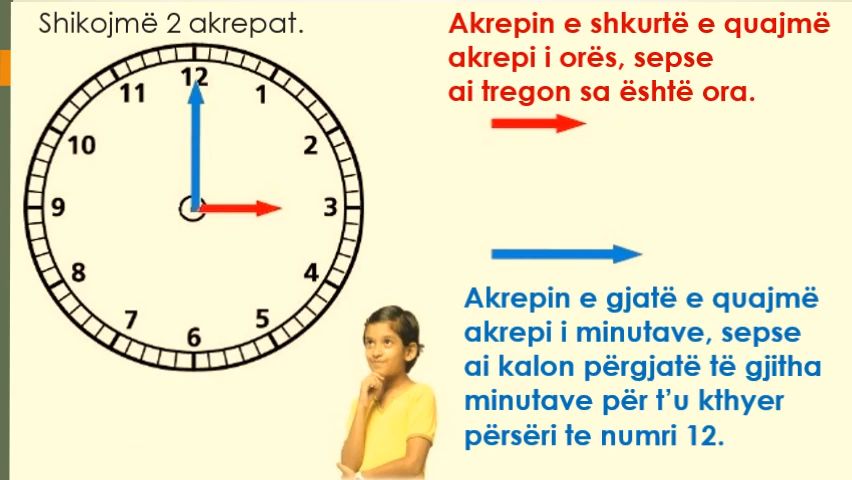 Shikojmë 2 akrepat.
12
11
1
10
2
9
3
8
4
7
5
6
Akrepin e shkurtë e quajmë
akrepi i orës, sepse
ai tregon sa është ora.
Akrepin e gjatë e quajmë
akrepi i minutave, sepse
ai kalon përgjatë të gjitha
minutave për t’u kthyer
përsëri te numri 12.